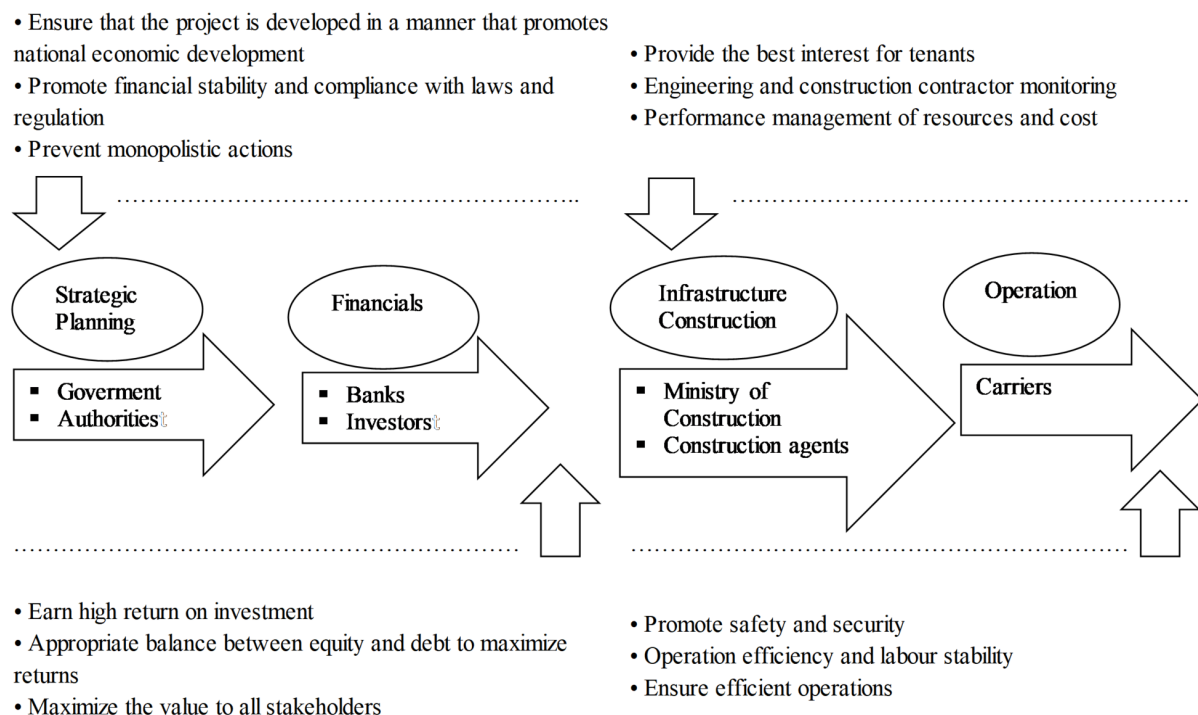 • Ensure that the project is developed in a manner that promotes
national economic development
• Promote financial stability and compliance with laws and
regulation
• Prevent monopolistic actions
• Provide the best interest for tenants
• Engineering and construction contractor monitoring
• Performance management of resources and cost
Strategic
Planning
Financials
Infrastructure
Construction
Operation
▪ Goverment
▪ Authoritiest
▪ Banks
▪ Investorst
▪ Ministry of
Construction
▪ Construction agents
Carriers
• Earn high return on investment
• Appropriate balance between equity and debt to maximize
returns
• Maximize the value to all stakeholders
• Promote safety and security
• Operation efficiency and labour stability
• Ensure efficient operations